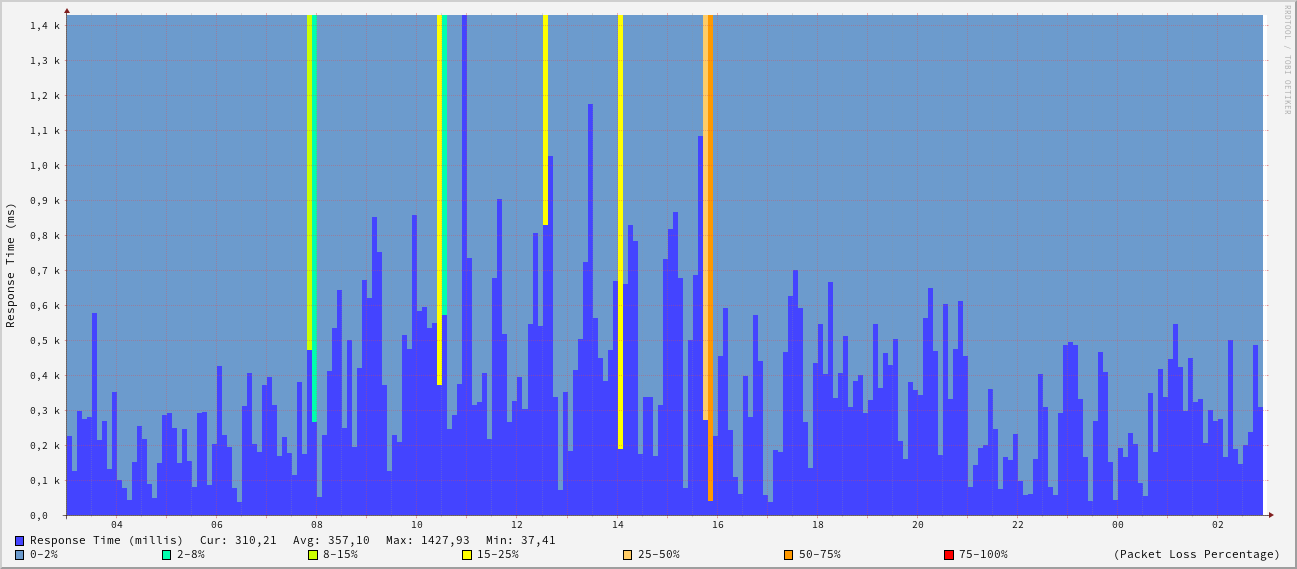 RRDTOOL / TOBI OETIKER
Response Time (ms)
1,4 k
1,3 k
1,2 k
1,1 k
1,0 k
0,9 k
0,8 k
0,7 k
0,6 k
0,5 k
0,4 k
0,3 k
0,2 k
0,1 k
0,0
04 06 08 10 12 14 16 18 20 22 00 02
Response Time (millis) Cur: 310,21 Avg: 357,10 Max: 1427,93 Min: 37,41
0-2% 2-8% 8-15% 15-25% 25-50% 50-75% 75-100% (Packet Loss Percentage)